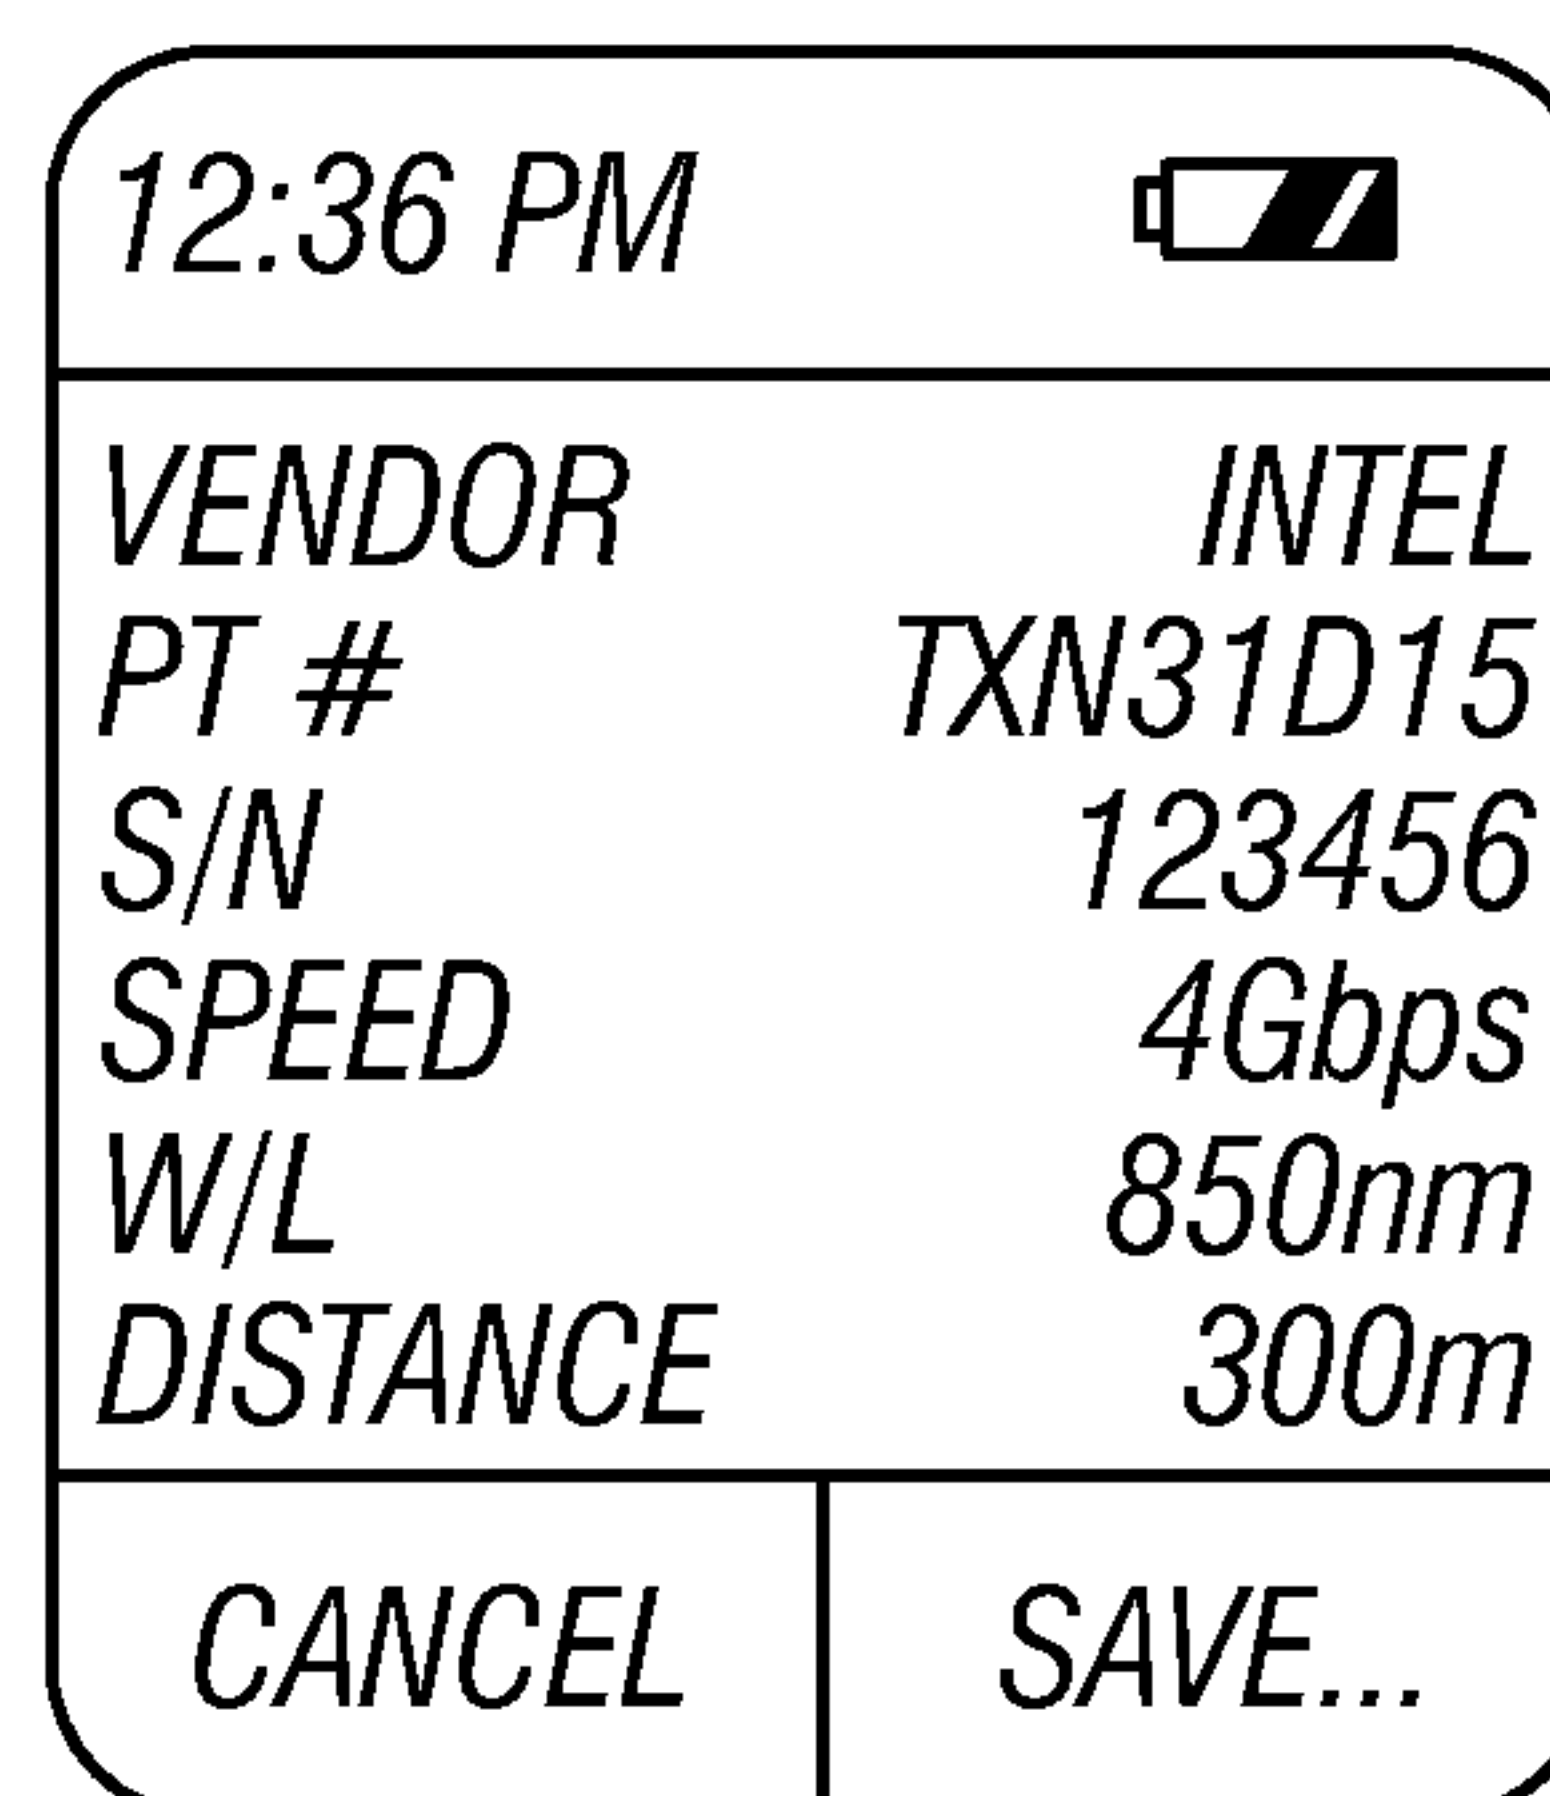 12:36 PM
VENDOR INTEL
PT # TXN31D15
S/N 123456
SPEED 4Gbps
W/L 850nm
DISTANCE 300m
CANCEL SAVE...